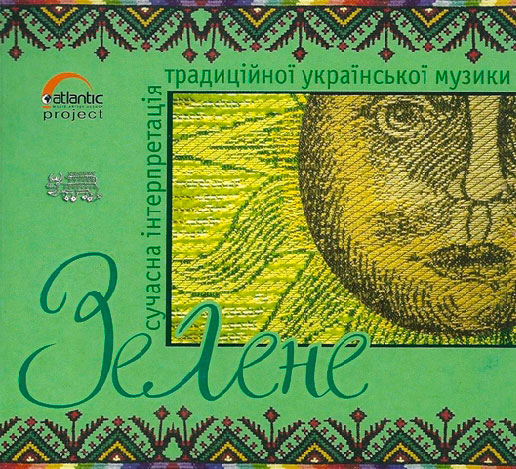 традиційної української музики
сучасна інтерпретація
atlantic
project
Зелене